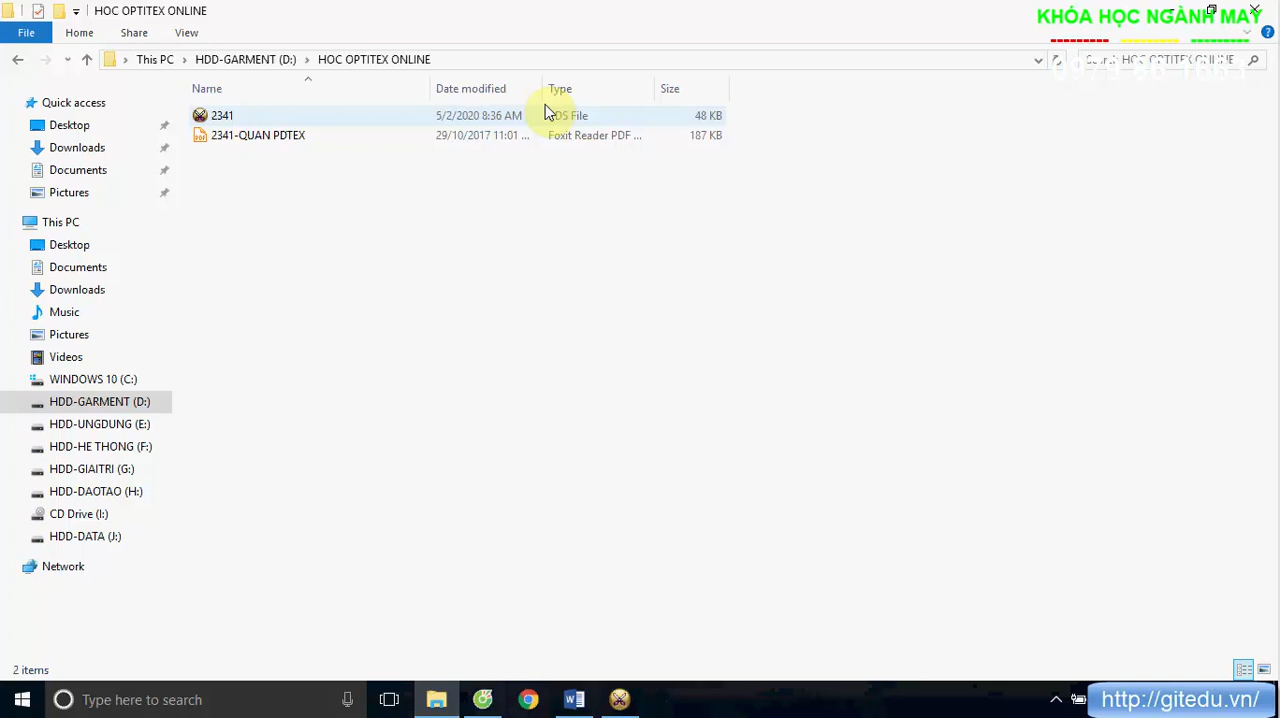 HOC OPTITEX ONLINE
KHÓA HỌC NGÀNH MAY
File Home Share View
This PC HDD-GARMENT (D:) HOC OPTITEX ONLINE
HOC OPTITEX ONLINE
Name Date modified Type Size
2341 5/2/2020 8:36 AM File 48 KB
2341-QUAN PDTEX 29/10/2017 11:01 ... Foxit Reader PDF ... 187 KB
Quick access
Desktop
Downloads
Documents
Pictures
This PC
Desktop
Documents
Downloads
Music
Pictures
Videos
WINDOWS 10 (C:)
HDD-GARMENT (D:)
HDD-UNGDUNG (E:)
HDD-HE THONG (F:)
HDD-GIAITRI (G:)
HDD-DAOTAO (H:)
CD Drive (I:)
HDD-DATA (J:)
Network
2 items
Type here to search
http://gitedu.vn/